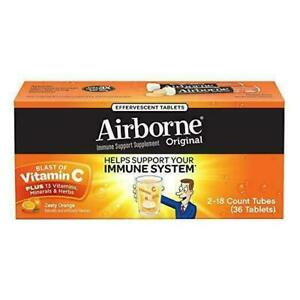 EFFERVESCENT TABLETS
Airborne®
Immune Support Supplement
Original
HELPS SUPPORT YOUR
IMMUNE SYSTEM
BLAST OF
Vitamin C
PLUS 13 Vitamins,
Minerals & Herbs
Zesty Orange
2-18 Count Tubes
(36 Tablets)